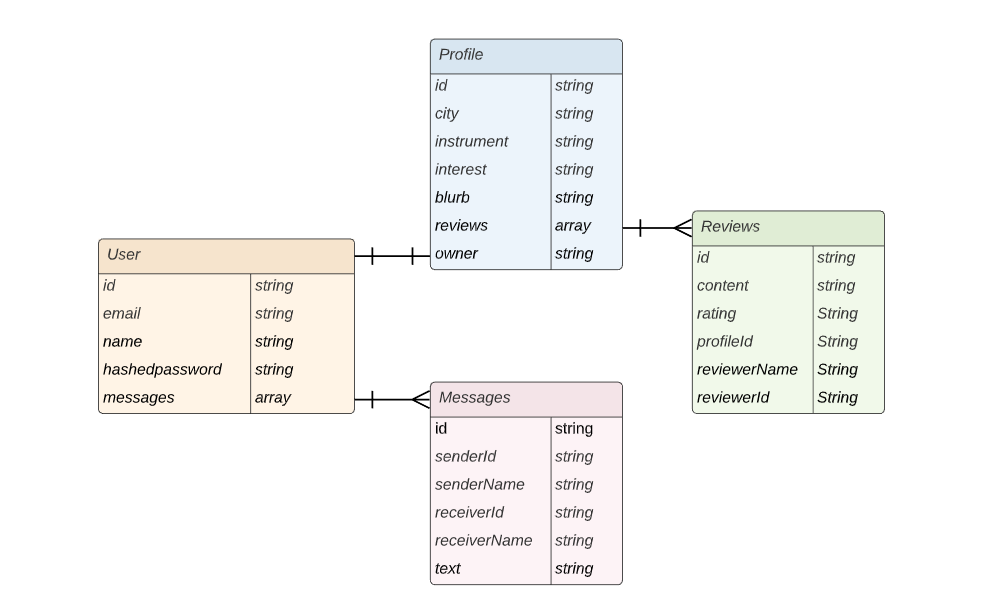 Profile
id string
city string
instrument string
interest string
blurb string
reviews array
owner string
User
id string
email string
name string
hashedpassword string
messages array
Reviews
id string
content string
rating String
profileId String
reviewerName String
reviewerId String
Messages
id string
senderId string
senderName string
receiverId string
receiverName string
text string